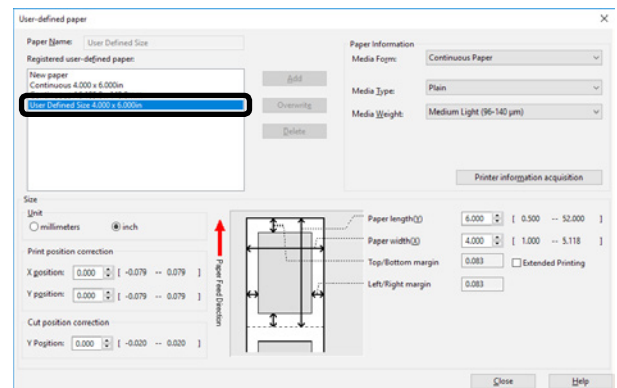 User-defined paper
Paper Name: User Defined Size
Registered user-defined paper:
New paper
Continuous 4.000 x 6.000in
User Defined Size 4.000 x 6.000in
Add
Overwrite
Delete
Paper Information
Media Form: Continuous Paper
Media Type: Plain
Media Weight: Medium Light (96-140 μm)
Printer information acquisition
Size
Unit
millimeters inch
Print position correction
X position: 0.000 [ -0.079 -- 0.079 ]
Y position: 0.000 [ -0.079 -- 0.079 ]
Cut position correction
Y Position: 0.000 [ -0.020 -- 0.020 ]
Paper Feed Direction
Paper length(Y) 6.000 [ 0.500 -- 52.000 ]
Paper width(X) 4.000 [ 1.000 -- 5.118 ]
Top/Bottom margin 0.083 Extended Printing
Left/Right margin 0.083
Close Help